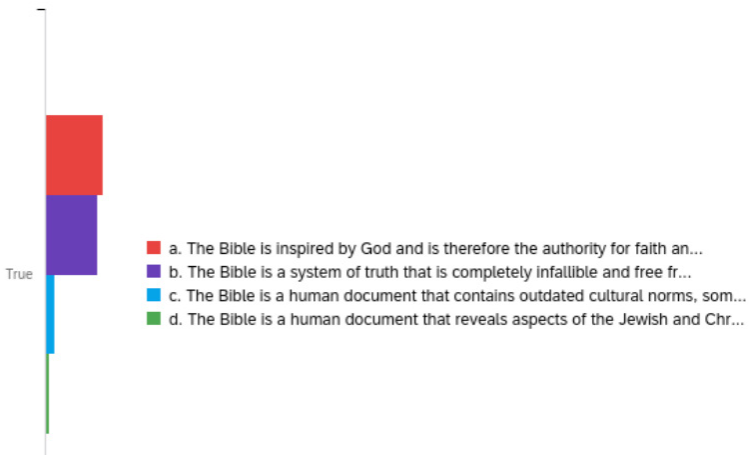 a. The Bible is inspired by God and is therefore the authority for faith an...
b. The Bible is a system of truth that is completely infallible and free fr...
True
c. The Bible is a human document that contains outdated cultural norms, som...
d. The Bible is a human document that reveals aspects of the Jewish and Chr...